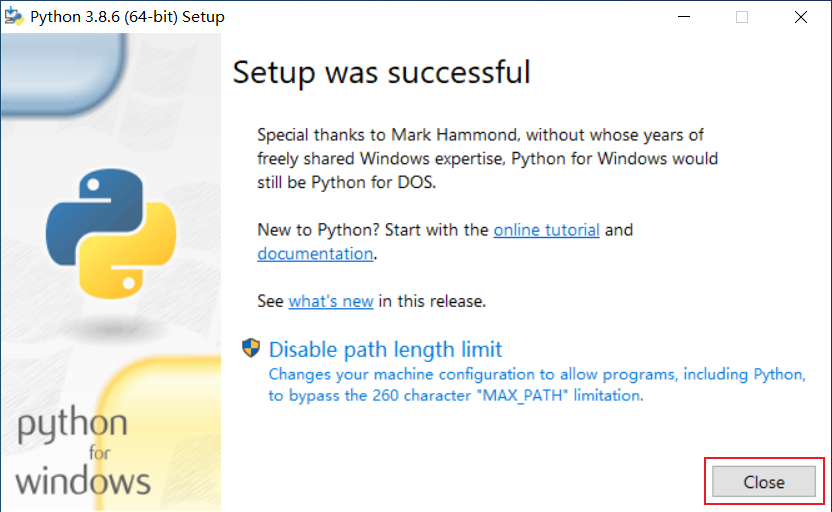 Python 3.8.6 (64-bit) Setup
Setup was successful
Special thanks to Mark Hammond, without whose years of
freely shared Windows expertise, Python for Windows would
still be Python for DOS.
New to Python? Start with the online tutorial and
documentation.
See what's new in this release.
Disable path length limit
Changes your machine configuration to allow programs, including Python,
to bypass the 260 character "MAX_PATH" limitation.
python
for
windows
Close